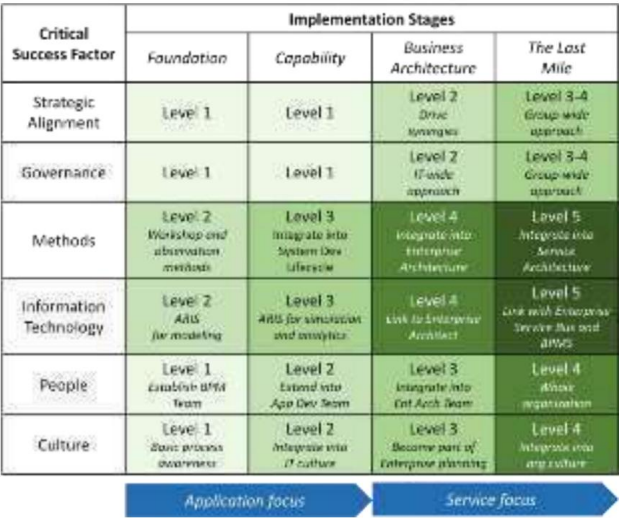 Critical
Success Factor
Implementation Stages
Foundation
Capability
Business
Architecture
The Last
Mile
Strategic
Alignment
Level 1
Level 1
Level 2
Drive
synergies
Level 3-4
Group-wide
approach
Governance
Level 1
Level 1
Level 2
IT-wide
approach
Level 3-4
Group-wide
approach
Methods
Level 2
Workshop and
observation
methods
Level 3
Integrate into
System Dev
Lifecycle
Level 4
Integrate into
Enterprise
Architecture
Level 5
Integrate into
Service
Architecture
Information
Technology
Level 2
ARIS
for modeling
Level 3
ARIS for simulation
and analytics
Level 4
Link to Enterprise
Architect
Level 5
Link with Enterprise
Service Bus and
BPMS
People
Level 1
Establish BPM
Team
Level 2
Extend into
App Dev Team
Level 3
Integrate into
Ent Arch Team
Level 4
Whole
organization
Culture
Level 1
Basic process
awareness
Level 2
Integrate into
IT culture
Level 3
Become part of
Enterprise planning
Level 4
Integrate into
org culture
Application focus
Service focus